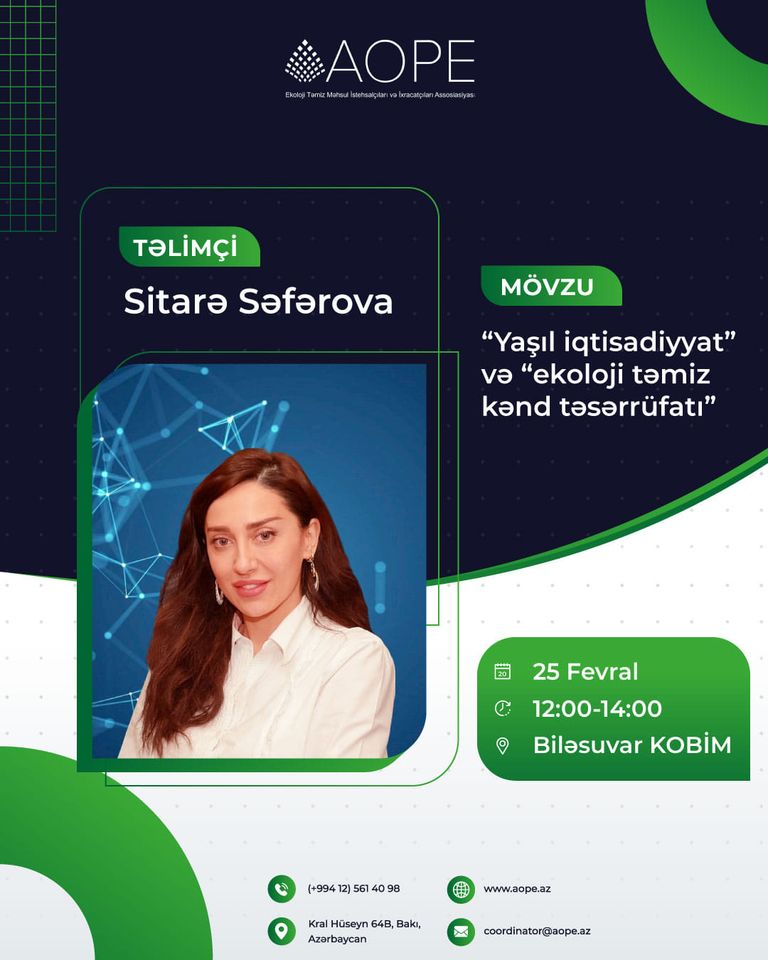 AOPE
Ekoloji Təmiz Məhsul İstehsalçıları və İxracatçıları Assosiasiyası
TƏLİMÇİ
Sitarə Səfərova
MÖVZU
“Yaşıl iqtisadiyyat”
və “ekoloji təmiz
kənd təsərrüfatı”
20
25 Fevral
12:00-14:00
Biləsuvar KOBİM
(+994 12) 561 40 98
www.aope.az
Kral Hüseyn 64B, Bakı,
Azərbaycan
coordinator@aope.az